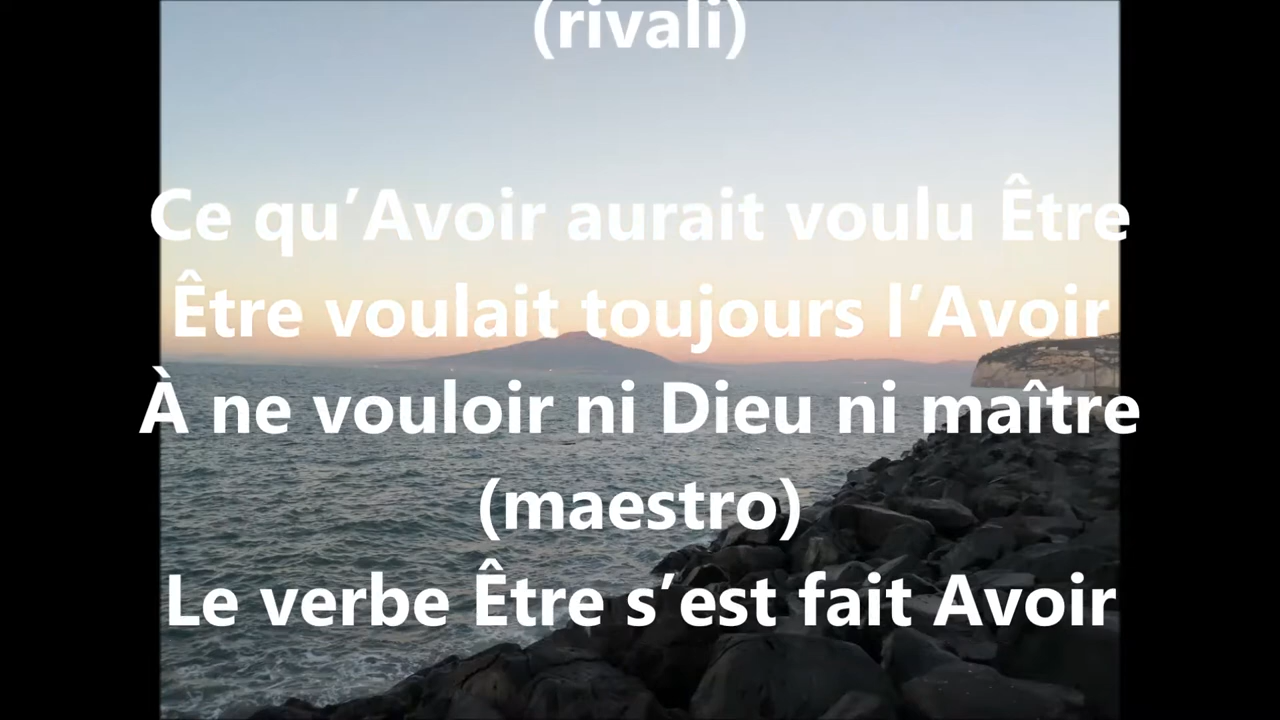 (rivali)
Ce qu’Avoir aurait voulu Être
Être voulait toujours l’Avoir
À ne vouloir ni Dieu ni maître
(maestro)
Le verbe Être s’est fait Avoir